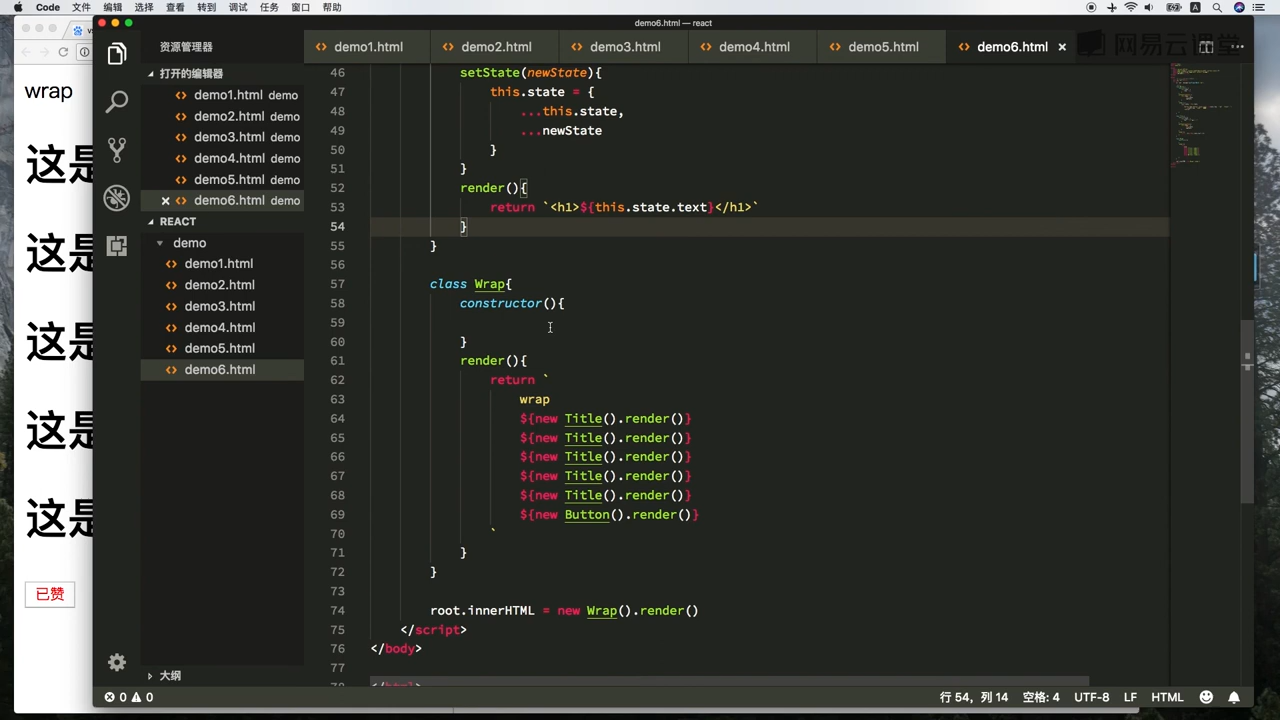 Code 文件 编辑 选择 查看 转到 调试 任务 窗口 帮助
demo6.html — react
资源管理器
打开的编辑器
demo1.html demo
demo2.html demo
demo3.html demo
demo4.html demo
demo5.html demo
demo6.html demo
REACT
demo
demo1.html
demo2.html
demo3.html
demo4.html
demo5.html
demo6.html
大纲
wrap
这是
这是
这是
这是
这是
已赞
demo1.html demo2.html demo3.html demo4.html demo5.html demo6.html
网易云课堂
46 setState(newState){
47 this.state = {
48 ...this.state,
49 ...newState
50 }
51 }
52 render(){
53 return `<h1>${this.state.text}</h1>`
54 }
55 }
56
57 class Wrap{
58 constructor(){
59
60 }
61 render(){
62 return `
63 wrap
64 ${new Title().render()}
65 ${new Title().render()}
66 ${new Title().render()}
67 ${new Title().render()}
68 ${new Title().render()}
69 ${new Button().render()}
70 `
71 }
72 }
73
74 root.innerHTML = new Wrap().render()
75 </script>
76 </body>
77
0 0 行 54，列 14 空格: 4 UTF-8 LF HTML